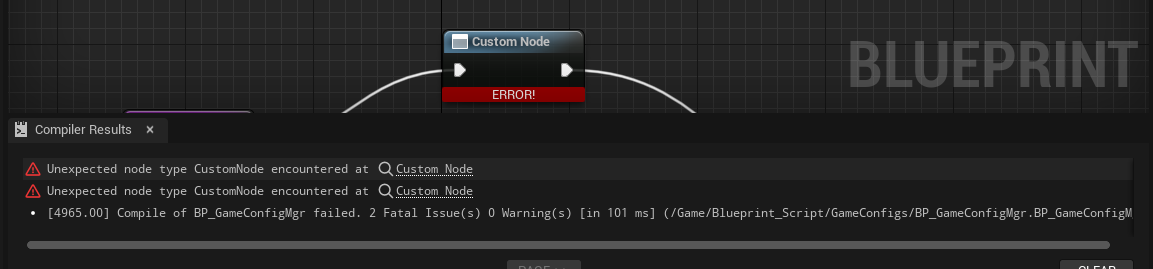 Custom Node
BLUEPRINT
ERROR!
Compiler Results
Unexpected node type CustomNode encountered at Custom Node
Unexpected node type CustomNode encountered at Custom Node
[4965.00] Compile of BP_GameConfigMgr failed. 2 Fatal Issue(s) 0 Warning(s) [in 101 ms] (/Game/Blueprint_Script/GameConfigs/BP_GameConfigMgr.BP_GameConfigM
CLEAR